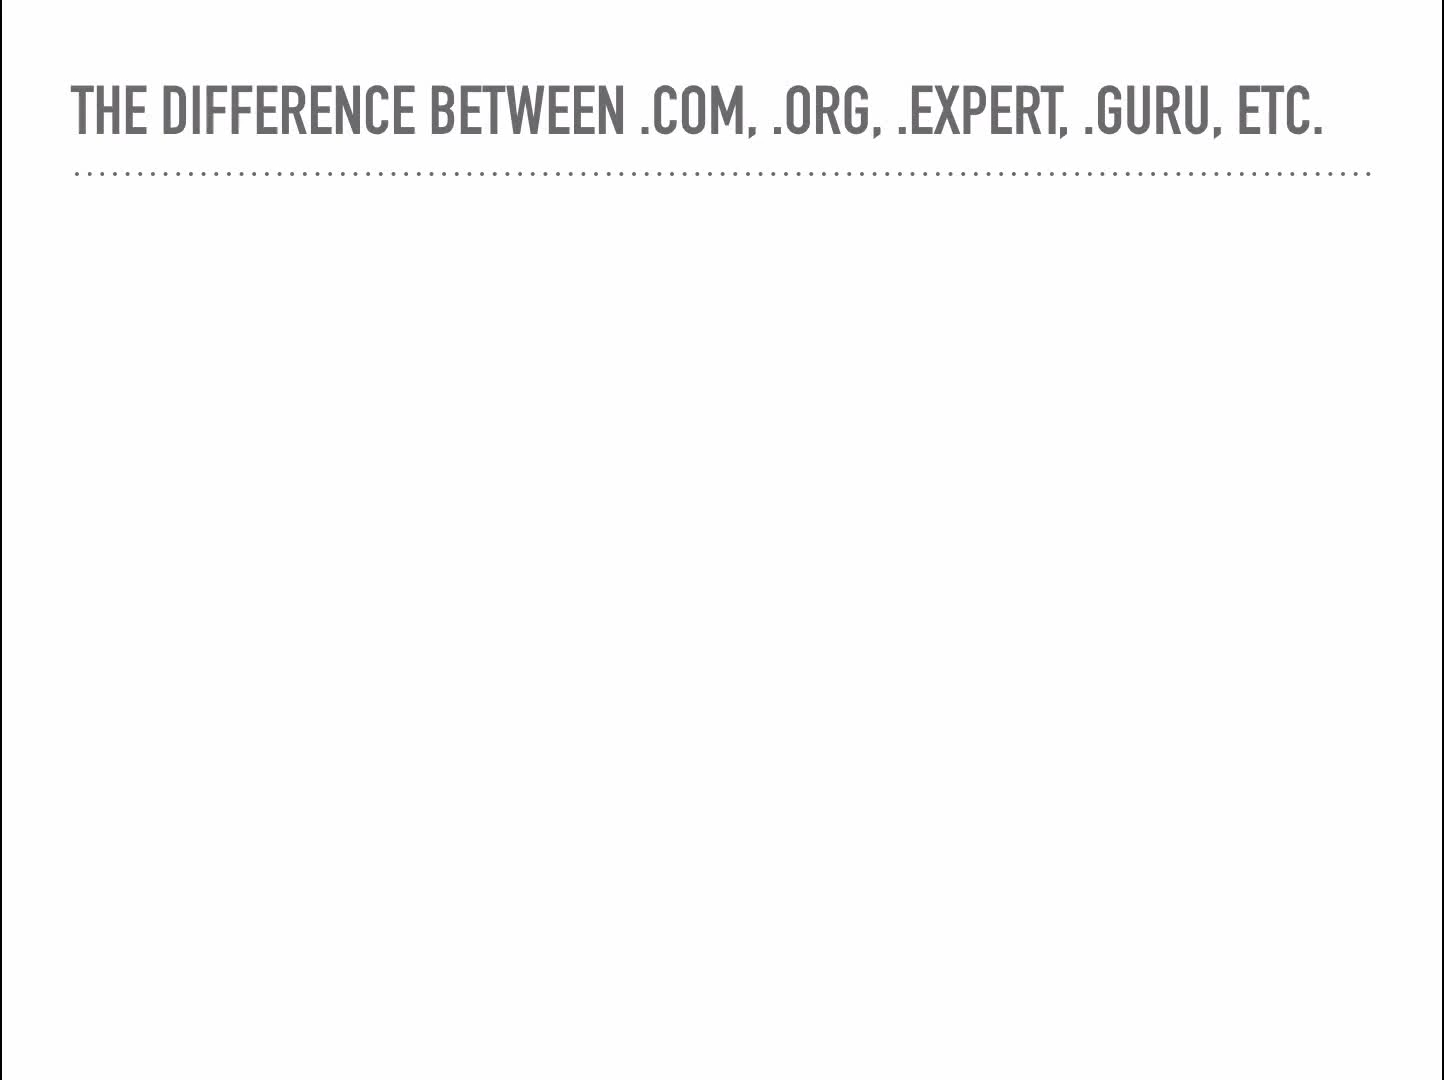 THE DIFFERENCE BETWEEN .COM, .ORG, .EXPERT, .GURU, ETC.